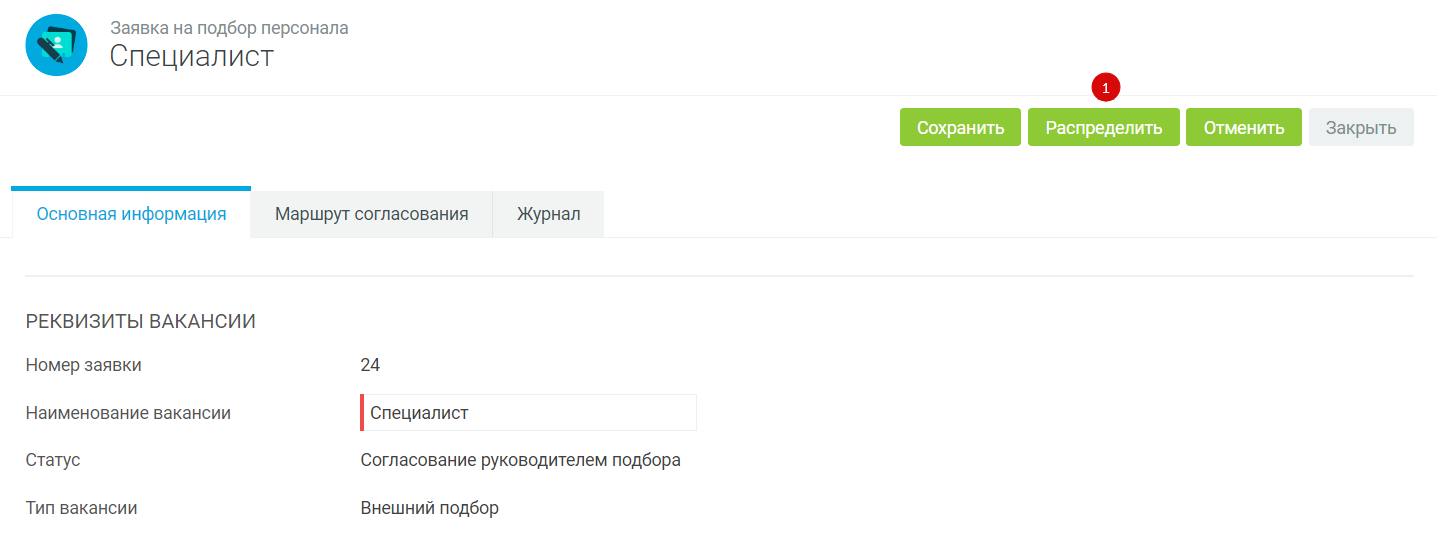 Заявка на подбор персонала
Специалист
1
Сохранить Распределить Отменить Закрыть
Основная информация Маршрут согласования Журнал
РЕКВИЗИТЫ ВАКАНСИИ
Номер заявки 24
Наименование вакансии Специалист
Статус Согласование руководителем подбора
Тип вакансии Внешний подбор